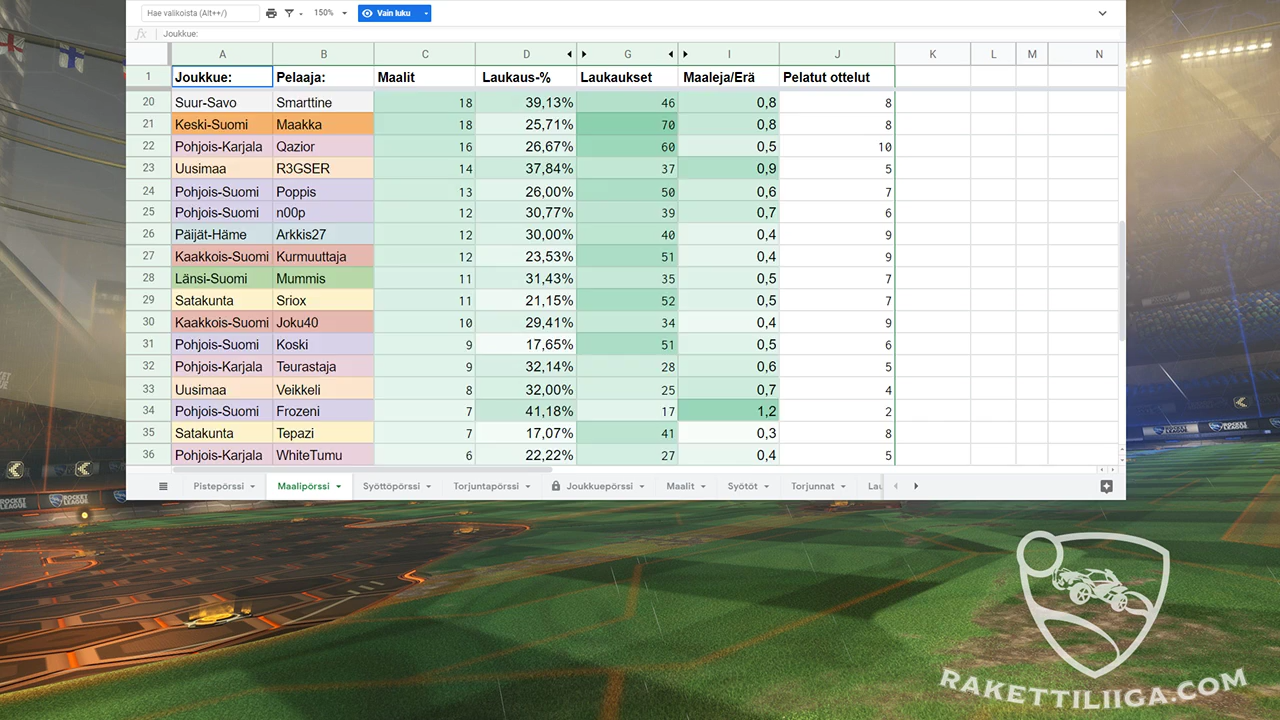 Hae valikoista (Alt+/) 150% Vain luku
fx Joukkue:
A B C D G I J K L M N
1 Joukkue: Pelaaja: Maalit Laukaus-% Laukaukset Maaleja/Erä Pelatut ottelut
20 Suur-Savo Smarttine 18 39,13% 46 0,8 8
21 Keski-Suomi Maakka 18 25,71% 70 0,8 8
22 Pohjois-Karjala Qazior 16 26,67% 60 0,5 10
23 Uusimaa R3GSER 14 37,84% 37 0,9 5
24 Pohjois-Suomi Poppis 13 26,00% 50 0,6 7
25 Pohjois-Suomi n00p 12 30,77% 39 0,7 6
26 Päijät-Häme Arkkis27 12 30,00% 40 0,4 9
27 Kaakkois-Suomi Kurmuuttaja 12 23,53% 51 0,4 9
28 Länsi-Suomi Mummis 11 31,43% 35 0,5 7
29 Satakunta Sriox 11 21,15% 52 0,5 7
30 Kaakkois-Suomi Joku40 10 29,41% 34 0,4 9
31 Pohjois-Suomi Koski 9 17,65% 51 0,5 6
32 Pohjois-Karjala Teurastaja 9 32,14% 28 0,6 5
33 Uusimaa Veikkeli 8 32,00% 25 0,7 4
34 Pohjois-Suomi Frozeni 7 41,18% 17 1,2 2
35 Satakunta Tepazi 7 17,07% 41 0,3 8
36 Pohjois-Karjala WhiteTumu 6 22,22% 27 0,4 5
Pistepörssi Maalipörssi Syöttöpörssi Torjuntapörssi Joukkuepörssi Maalit Syötöt Torjunnat Lau
RAKETTILIIGA.COM